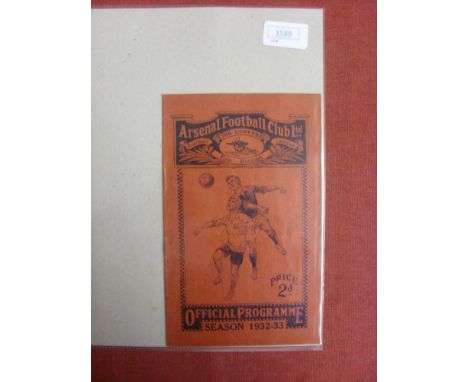 1589
Arsenal Football Club Ltd
PRICE
2d
OFFICIAL PROGRAMME
SEASON 1932-33